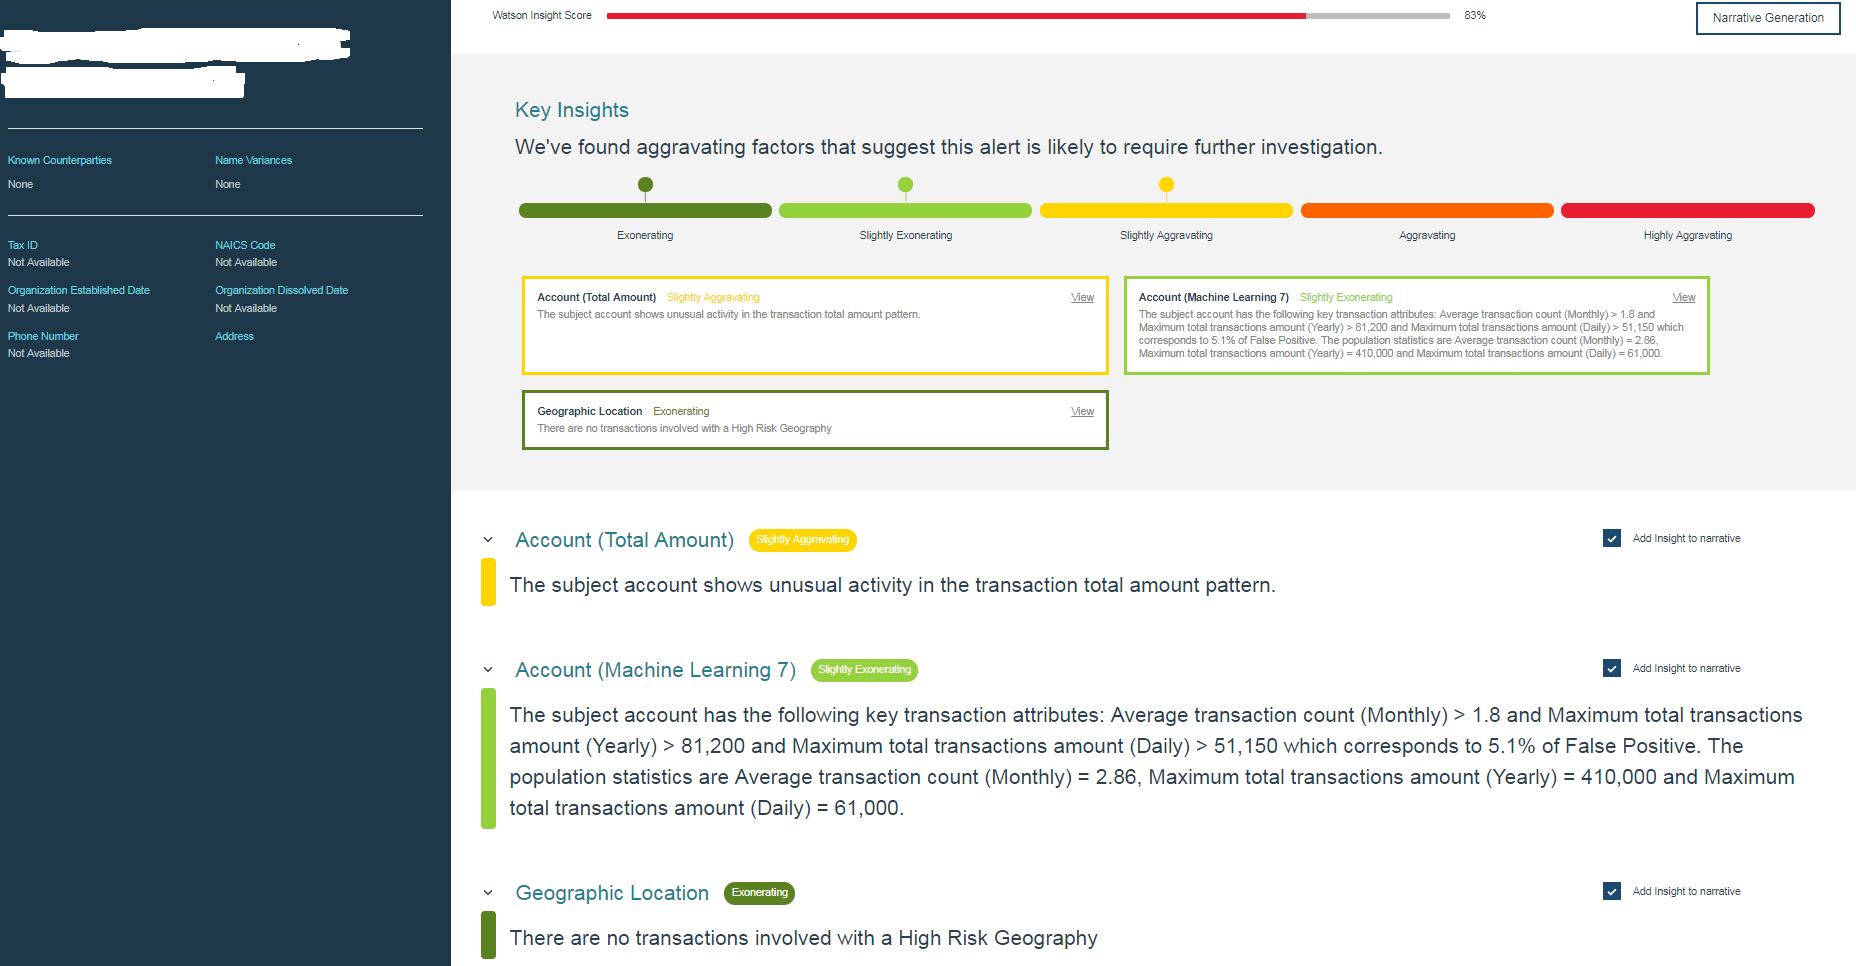 Watson Insight Score
83%
Narrative Generation
Known Counterparties
Name Variances
None
None
Tax ID
NAICS Code
Not Available
Not Available
Organization Established Date
Organization Dissolved Date
Not Available
Not Available
Phone Number
Address
Not Available
Key Insights
We've found aggravating factors that suggest this alert is likely to require further investigation.
Exonerating
Slightly Exonerating
Slightly Aggravating
Aggravating
Highly Aggravating
Account (Total Amount) Slightly Aggravating View
The subject account shows unusual activity in the transaction total amount pattern.
Account (Machine Learning 7) Slightly Exonerating View
The subject account has the following key transaction attributes: Average transaction count (Monthly) > 1.8 and
Maximum total transactions amount (Yearly) > 81,200 and Maximum total transactions amount (Daily) > 51,150 which
corresponds to 5.1% of False Positive. The population statistics are Average transaction count (Monthly) = 2.86,
Maximum total transactions amount (Yearly) = 410,000 and Maximum total transactions amount (Daily) = 61,000.
Geographic Location Exonerating View
There are no transactions involved with a High Risk Geography
Account (Total Amount) Slightly Aggravating
Add Insight to narrative
The subject account shows unusual activity in the transaction total amount pattern.
Account (Machine Learning 7) Slightly Exonerating
Add Insight to narrative
The subject account has the following key transaction attributes: Average transaction count (Monthly) > 1.8 and Maximum total transactions
amount (Yearly) > 81,200 and Maximum total transactions amount (Daily) > 51,150 which corresponds to 5.1% of False Positive. The
population statistics are Average transaction count (Monthly) = 2.86, Maximum total transactions amount (Yearly) = 410,000 and Maximum
total transactions amount (Daily) = 61,000.
Geographic Location Exonerating
Add Insight to narrative
There are no transactions involved with a High Risk Geography